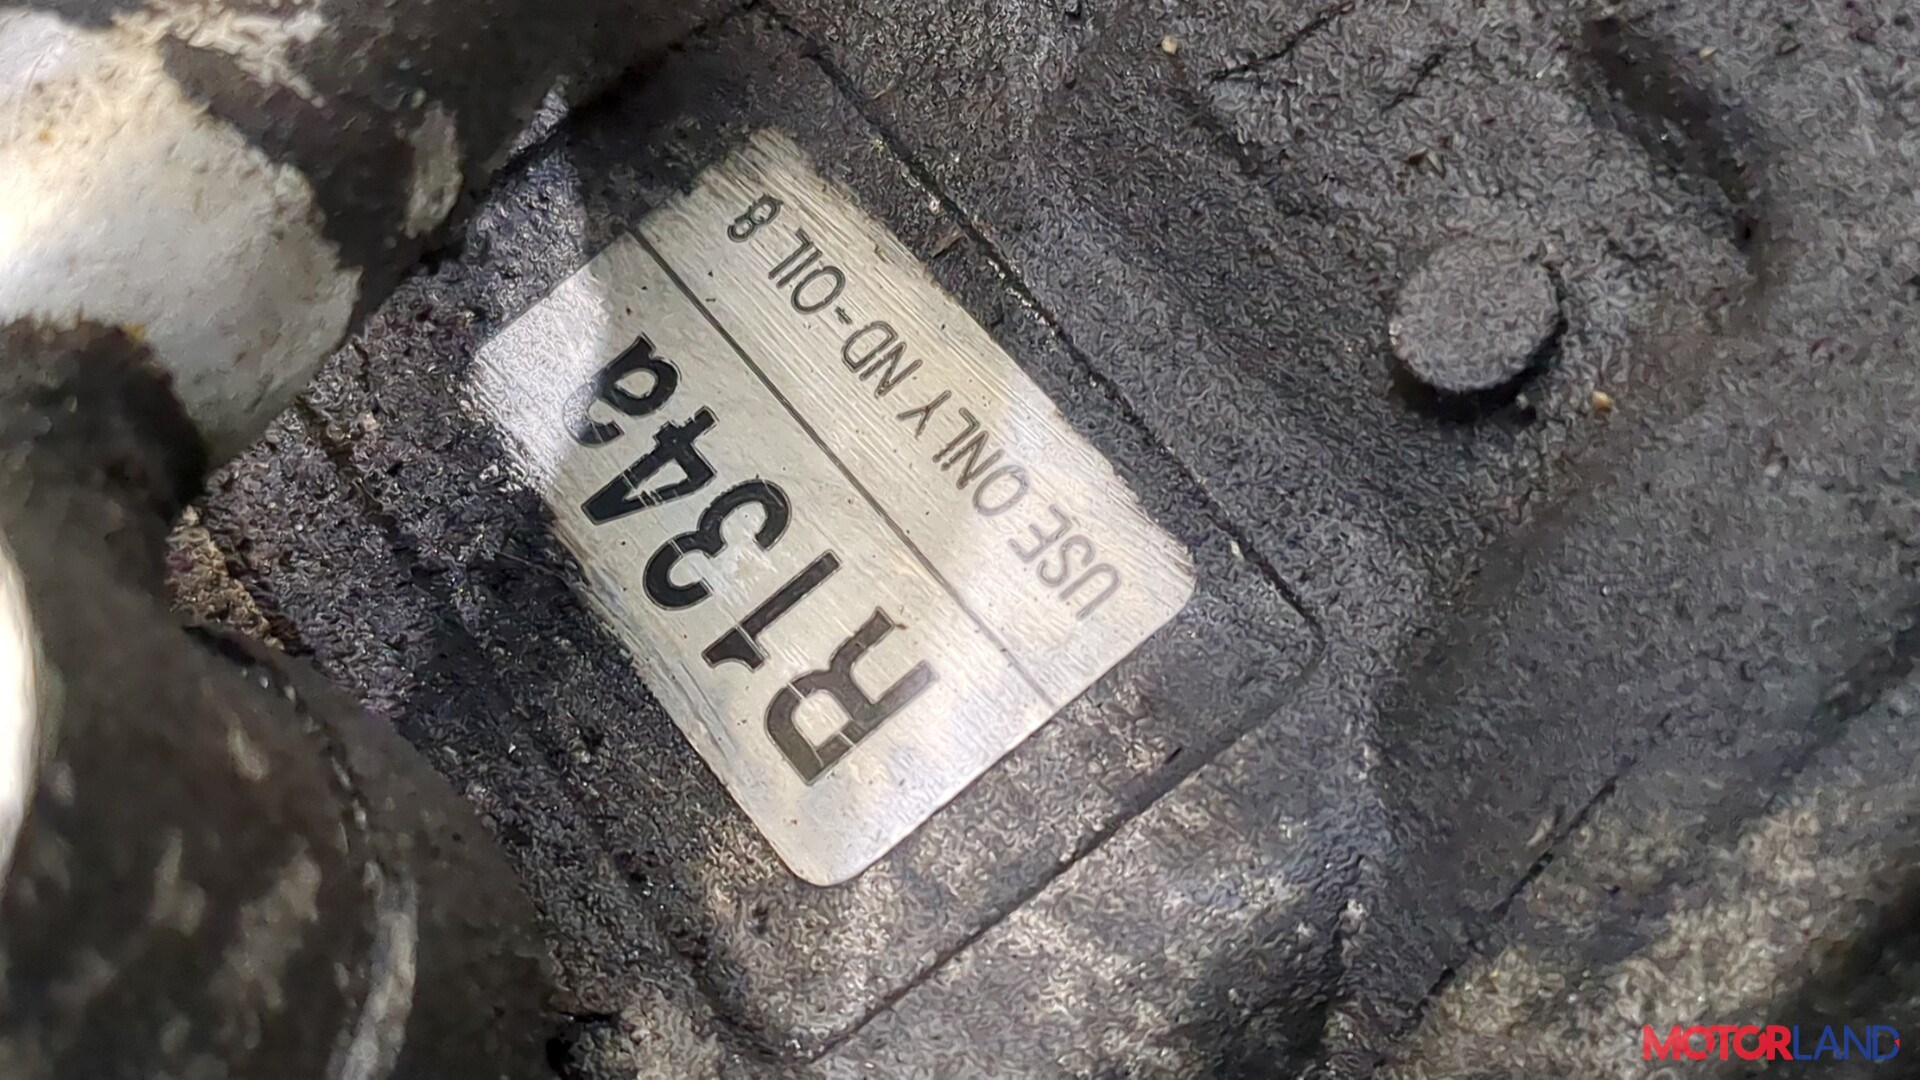 R134a
USE ONLY ND-OIL 8
MOTORLAND